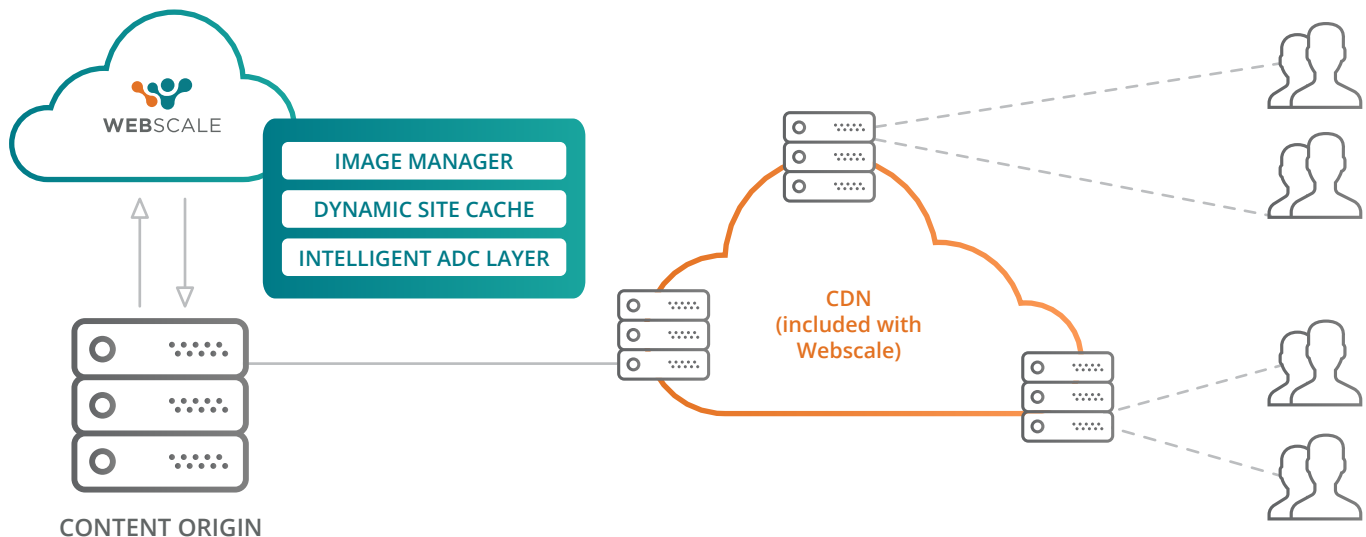 WEBSCALE
IMAGE MANAGER
DYNAMIC SITE CACHE
INTELLIGENT ADC LAYER
CDN
(included with
Webscale)
CONTENT ORIGIN